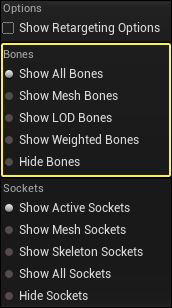 Options
Show Retargeting Options
Bones
Show All Bones
Show Mesh Bones
Show LOD Bones
Show Weighted Bones
Hide Bones
Sockets
Show Active Sockets
Show Mesh Sockets
Show Skeleton Sockets
Show All Sockets
Hide Sockets